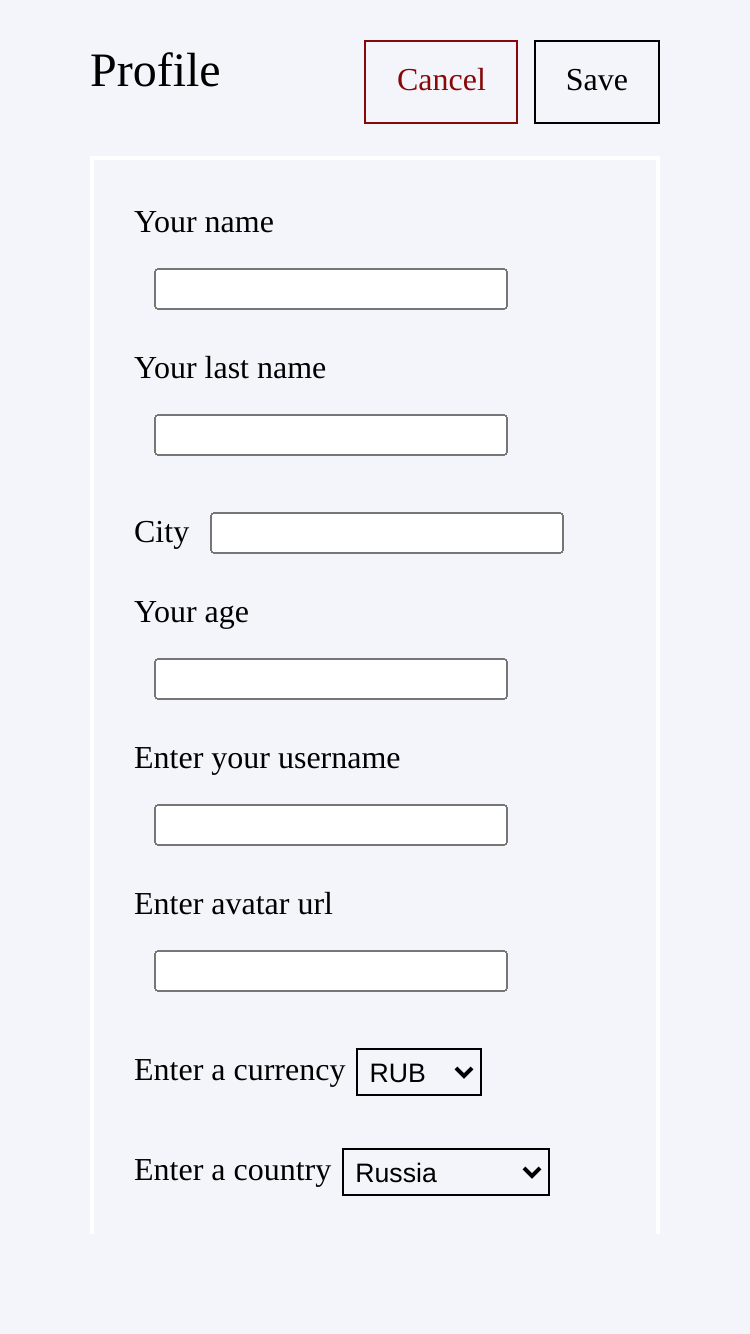 Profile
Cancel
Save
Your name
Your last name
City
Your age
Enter your username
Enter avatar url
Enter a currency RUB
Enter a country Russia